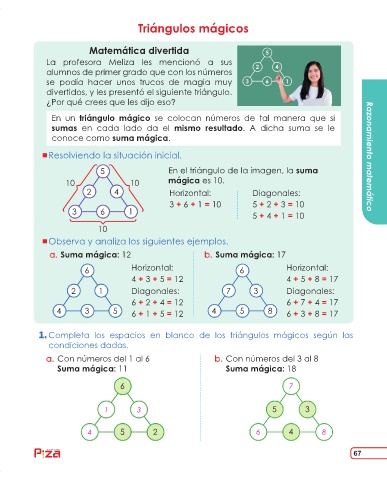 Triángulos mágicos
Matemática divertida
La profesora Meliza les mencionó a sus
alumnos de primer grado que con los números
se podía hacer unos trucos de magia muy
divertidos, y les presentó el siguiente triángulo.
¿Por qué crees que les dijo eso?
5
2 4
3 6 1
En un triángulo mágico se colocan números de tal manera que si
sumas en cada lado da el mismo resultado. A dicha suma se le
conoce como suma mágica.
Razonamiento matemático
Resolviendo la situación inicial.
5
10 10
2 4
3 6 1
10
En el triángulo de la imagen, la suma
mágica es 10.
Horizontal: Diagonales:
3 + 6 + 1 = 10 5 + 2 + 3 = 10
5 + 4 + 1 = 10
Observa y analiza los siguientes ejemplos.
a. Suma mágica: 12
6
2 1
4 3 5
Horizontal:
4 + 3 + 5 = 12
Diagonales:
6 + 2 + 4 = 12
6 + 1 + 5 = 12
b. Suma mágica: 17
6
7 3
4 5 8
Horizontal:
4 + 5 + 8 = 17
Diagonales:
6 + 7 + 4 = 17
6 + 3 + 8 = 17
1. Completa los espacios en blanco de los triángulos mágicos según las
condiciones dadas.
a. Con números del 1 al 6
Suma mágica: 11
6
1 3
4 5 2
b. Con números del 3 al 8
Suma mágica: 18
7
5 3
6 4 8
67